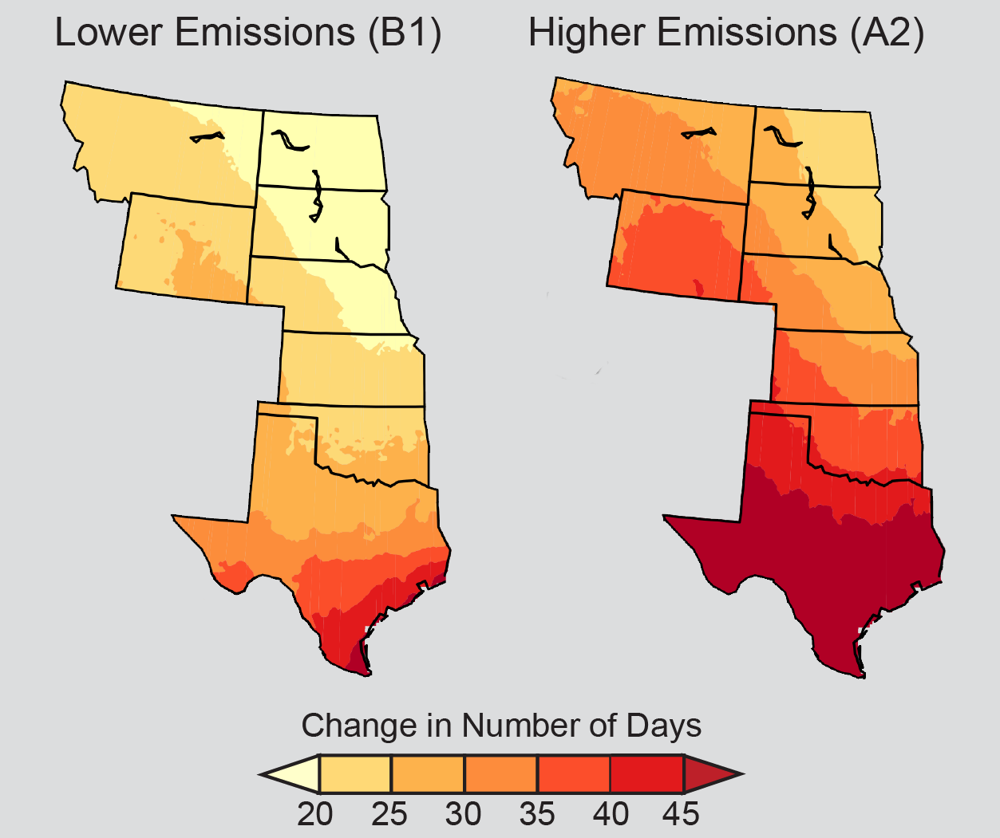 Lower Emissions (B1)
Higher Emissions (A2)
Change in Number of Days
20 25 30 35 40 45